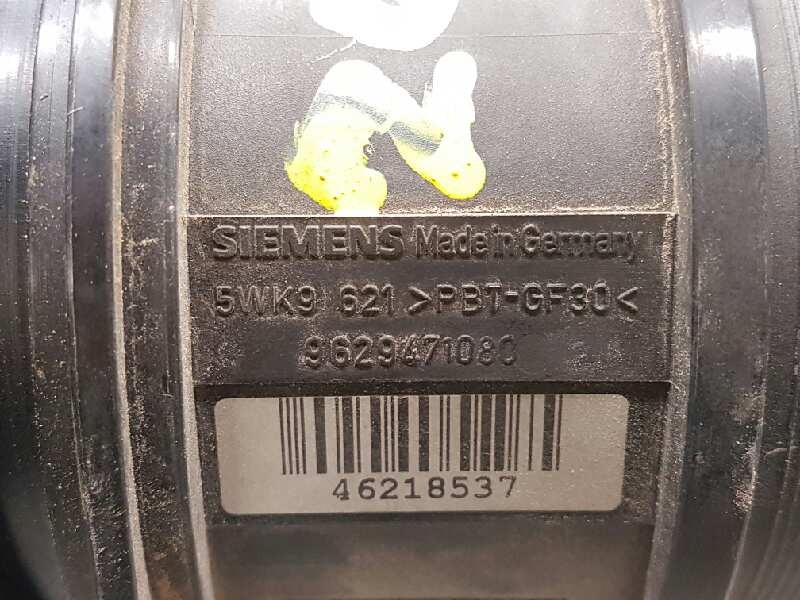 SIEMENS Made in Germany
5WK9 621 >PBT-GF30<
9629471080
46218537